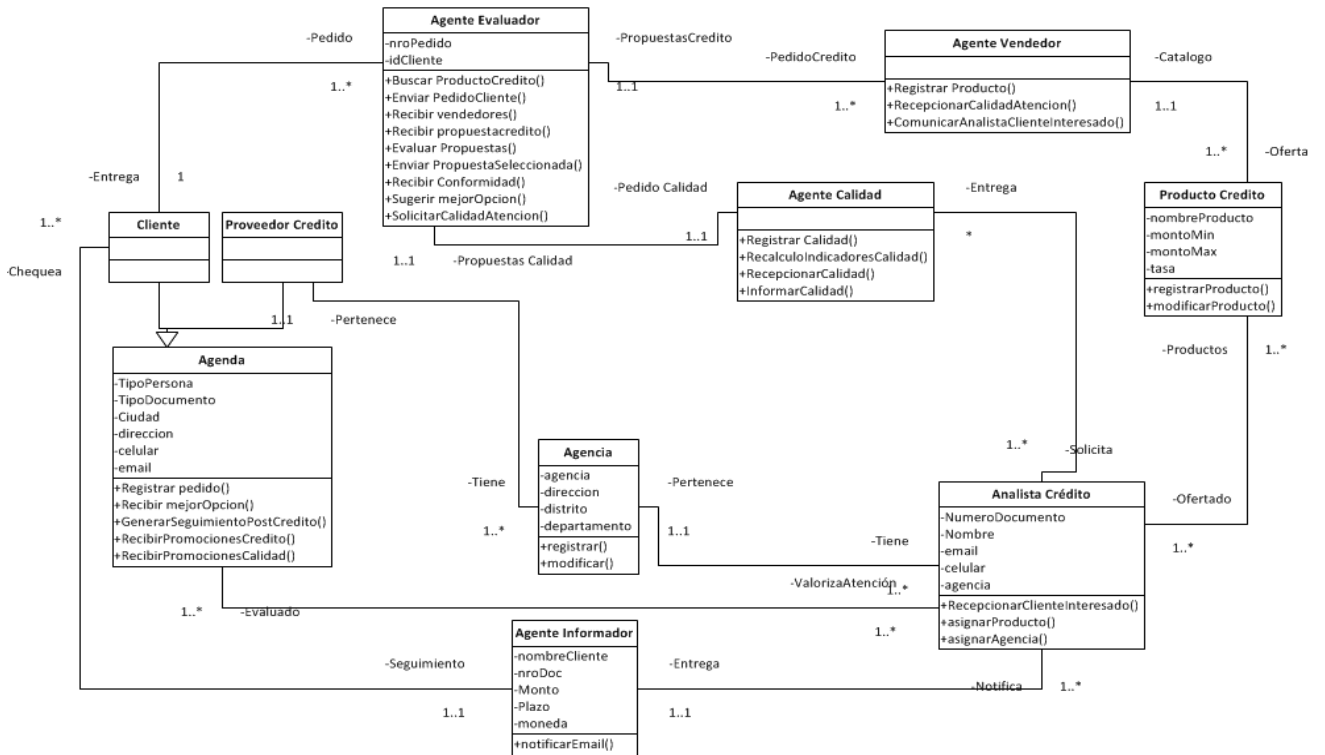 Agente Evaluador
-nroPedido
-idCliente
+Buscar ProductoCredito()
+Enviar PedidoCliente()
+Recibir vendedores()
+Recibir propuestacredito()
+Evaluar Propuestas()
+Enviar PropuestaSeleccionada()
+Recibir Conformidad()
+Sugerir mejorOpcion()
+SolicitarCalidadAtencion()
-Pedido
1..*
-PropuestasCredito
1..1
-PedidoCredito
1..*
Agente Vendedor
+Registrar Producto()
+RecepcionarCalidadAtencion()
+ComunicarAnalistaClienteInteresado()
-Catalogo
1..1
1..*
-Oferta
-Entrega
1
1..*
Cliente
Proveedor Credito
-Chequea
1..1
-Propuestas Calidad
-Pedido Calidad
1..1
Agente Calidad
+Registrar Calidad()
+RecalculoIndicadoresCalidad()
+RecepcionarCalidad()
+InformarCalidad()
-Entrega
*
Producto Credito
-nombreProducto
-montoMin
-montoMax
-tasa
+registrarProducto()
+modificarProducto()
-Productos
1..*
1..1
-Pertenece
Agenda
-TipoPersona
-TipoDocumento
-Ciudad
-direccion
-celular
-email
+Registrar pedido()
+Recibir mejorOpcion()
+GenerarSeguimientoPostCredito()
+RecibirPromocionesCredito()
+RecibirPromocionesCalidad()
-Tiene
1..*
Agencia
-agencia
-direccion
-distrito
-departamento
+registrar()
+modificar()
-Pertenece
1..1
1..*
-Solicita
Analista Crédito
-NumeroDocumento
-Nombre
-email
-celular
-agencia
+RecepcionarClienteInteresado()
+asignarProducto()
+asignarAgencia()
-Ofertado
1..*
-Tiene
1..*
-ValorizaAtención
1..*
1..*
-Evaluado
Agente Informador
-nombreCliente
-nroDoc
-Monto
-Plazo
-moneda
+notificarEmail()
-Seguimiento
1..1
-Entrega
1..1
-Notifica
1..*